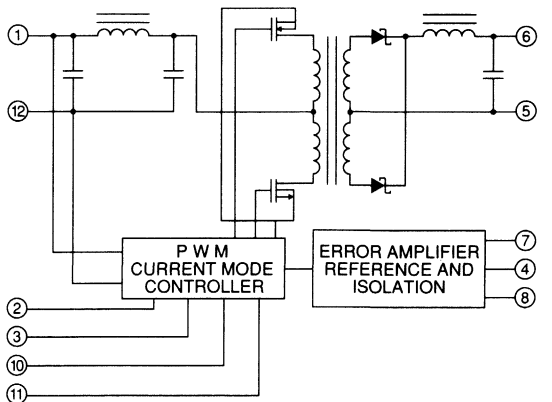 1
6
12
5
P W M
CURRENT MODE
CONTROLLER
ERROR AMPLIFIER
REFERENCE AND
ISOLATION
7
4
8
2
3
10
11